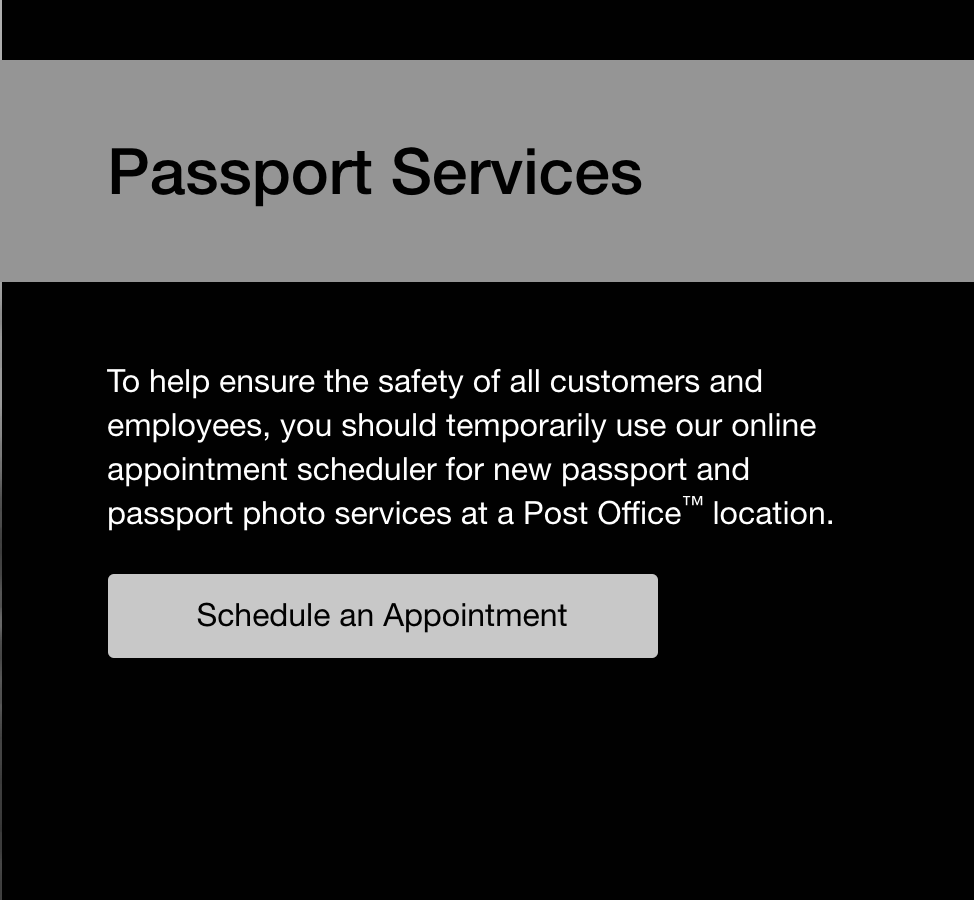 Passport Services
To help ensure the safety of all customers and
employees, you should temporarily use our online
appointment scheduler for new passport and
passport photo services at a Post Office™ location.
Schedule an Appointment